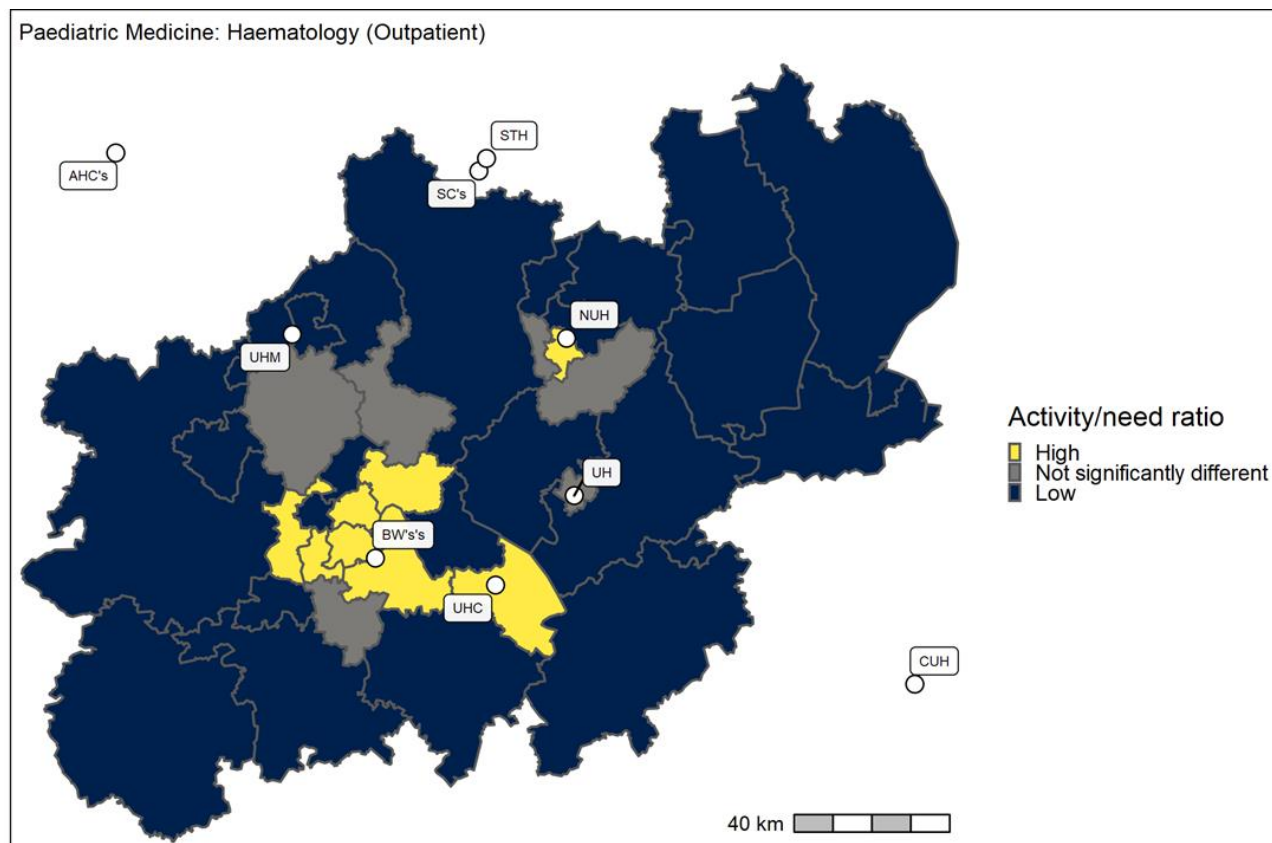 Paediatric Medicine: Haematology (Outpatient)
STH
AHC's
SC's
NUH
UHM
UH
BW's's
UHC
CUH
Activity/need ratio
High
Not significantly different
Low
40 km